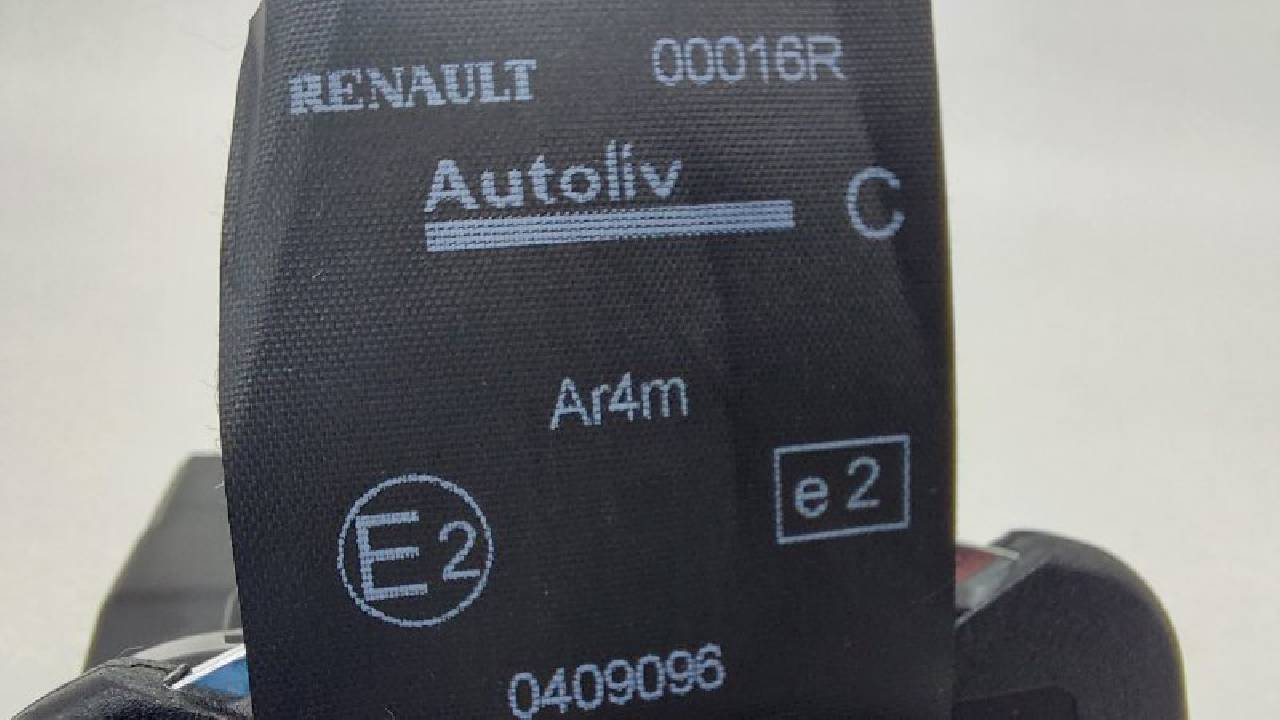 RENAULT 00016R
Autoliv C
Ar4m
E2 e2
0409096